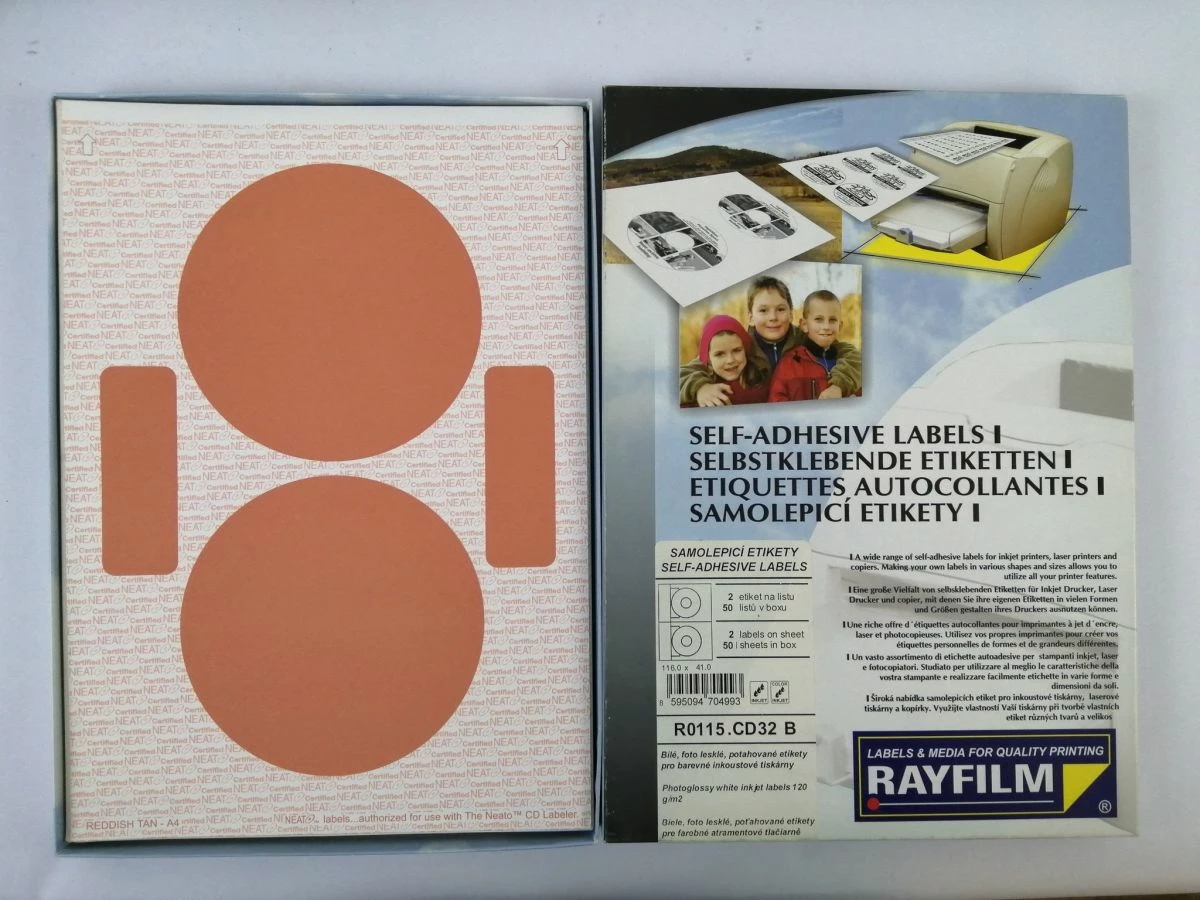 Certified NEATO
REDDISH TAN - A4
NEATO labels...authorized for use with The Neato™ CD Labeler.
SELF-ADHESIVE LABELS I
SELBSTKLEBENDE ETIKETTEN I
ETIQUETTES AUTOCOLLANTES I
SAMOLEPICÍ ETIKETY I
SAMOLEPICÍ ETIKETY
SELF-ADHESIVE LABELS
2 etiket na listu
50 listů v boxu
2 labels on sheet
50 sheets in box
116.0 x 41.0
8 595094 704993
INKJET
COLOR
INKJET
R0115.CD32 B
Bilé, foto lesklé, potahované etikety
pro barevné inkoustové tiskárny
Photoglossy white inkjet labels 120
g/m2
Biele, foto lesklé, poťahované etikety
pre farobné atramentové tlačiarně
I A wide range of self-adhesive labels for inkjet printers, laser printers and
copiers. Making your own labels in various shapes and sizes allows you to
utilize all your printer features.
I Eine große Vielfalt von selbsklebenden Etiketten für Inkjet Drucker, Laser
Drucker und copier, mit denen Sie ihre eigenen Etiketten in vielen Formen
und Größen gestalten ihres Druckers ausnotzen können.
I Une riche offre d´étiquettes autocollantes pour imprimantes à jet d´encre,
laser et photocopieuses. Utilizez vos propres imprimantes pour créer vos
étiquettes personelles de formes et de grandeurs différentes.
I Un vasto assortimento di etichette autoadesive per stampanti inkjet, laser
e fotocopiatori. Studiato per utilizzare al meglio le caratteristiche della
vostra stampante e realizzare facilmente etichette in varie forme e
dimensioni da soli.
I Široká nabídka samolepicích etiket pro inkoustové tiskárny, laserové
tiskárny a kopírky. Využijte vlastností Vaší tiskárny při tvorbě vlastních
etiket různých tvarů a velikos
LABELS & MEDIA FOR QUALITY PRINTING
RAYFILM
®